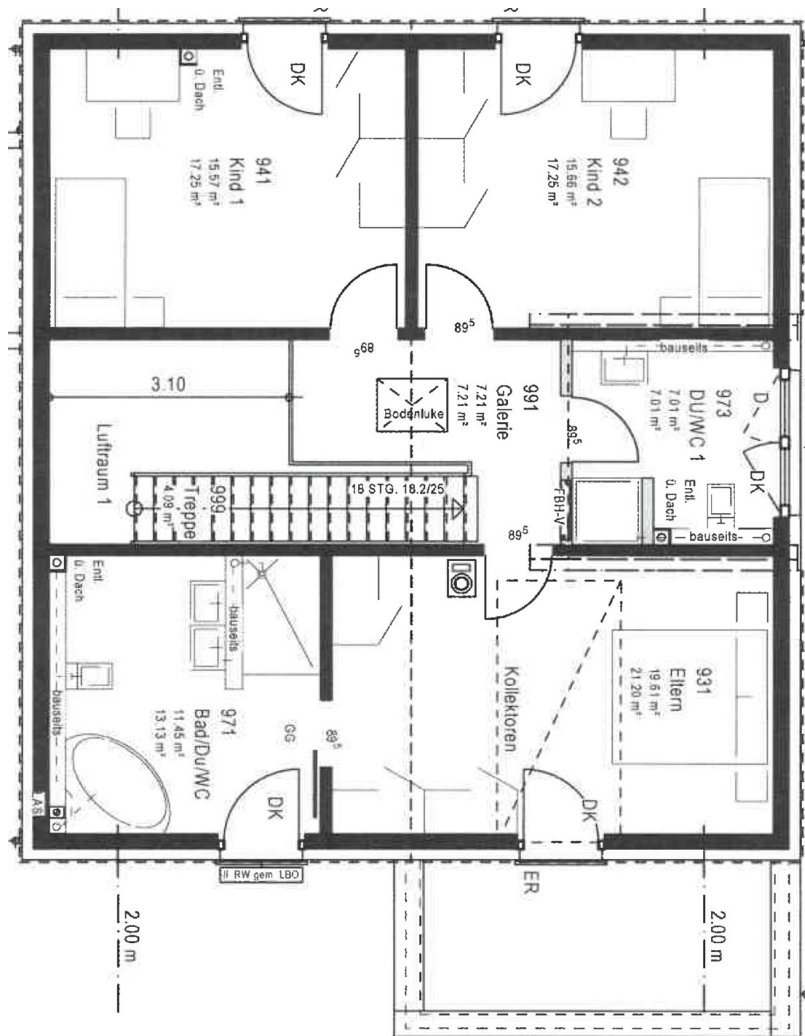 DK
DK
Entl.
ü. Dach
941
Kind 1
15.57 m²
17.25 m²
942
Kind 2
15.66 m²
17.25 m²
89⁵
89⁵
3.10
Bodenluke
991
Galerie
7.21 m²
7.21 m²
bauseits
973
DU/WC 1
7.01 m²
7.01 m²
D
DK
89⁵
Luftraum 1
999
Treppe
4.09 m²
18 STG. 18.2/25
FBH-V
Entl.
ü. Dach
bauseits
89⁵
Entl.
ü. Dach
bauseits
bauseits
971
Bad/Du/WC
11.45 m²
13.13 m²
GG
89⁵
Kollektoren
931
Eltern
19.61 m²
21.20 m²
AS
DK
DK
II RW gem LBO
ER
2.00 m
2.00 m